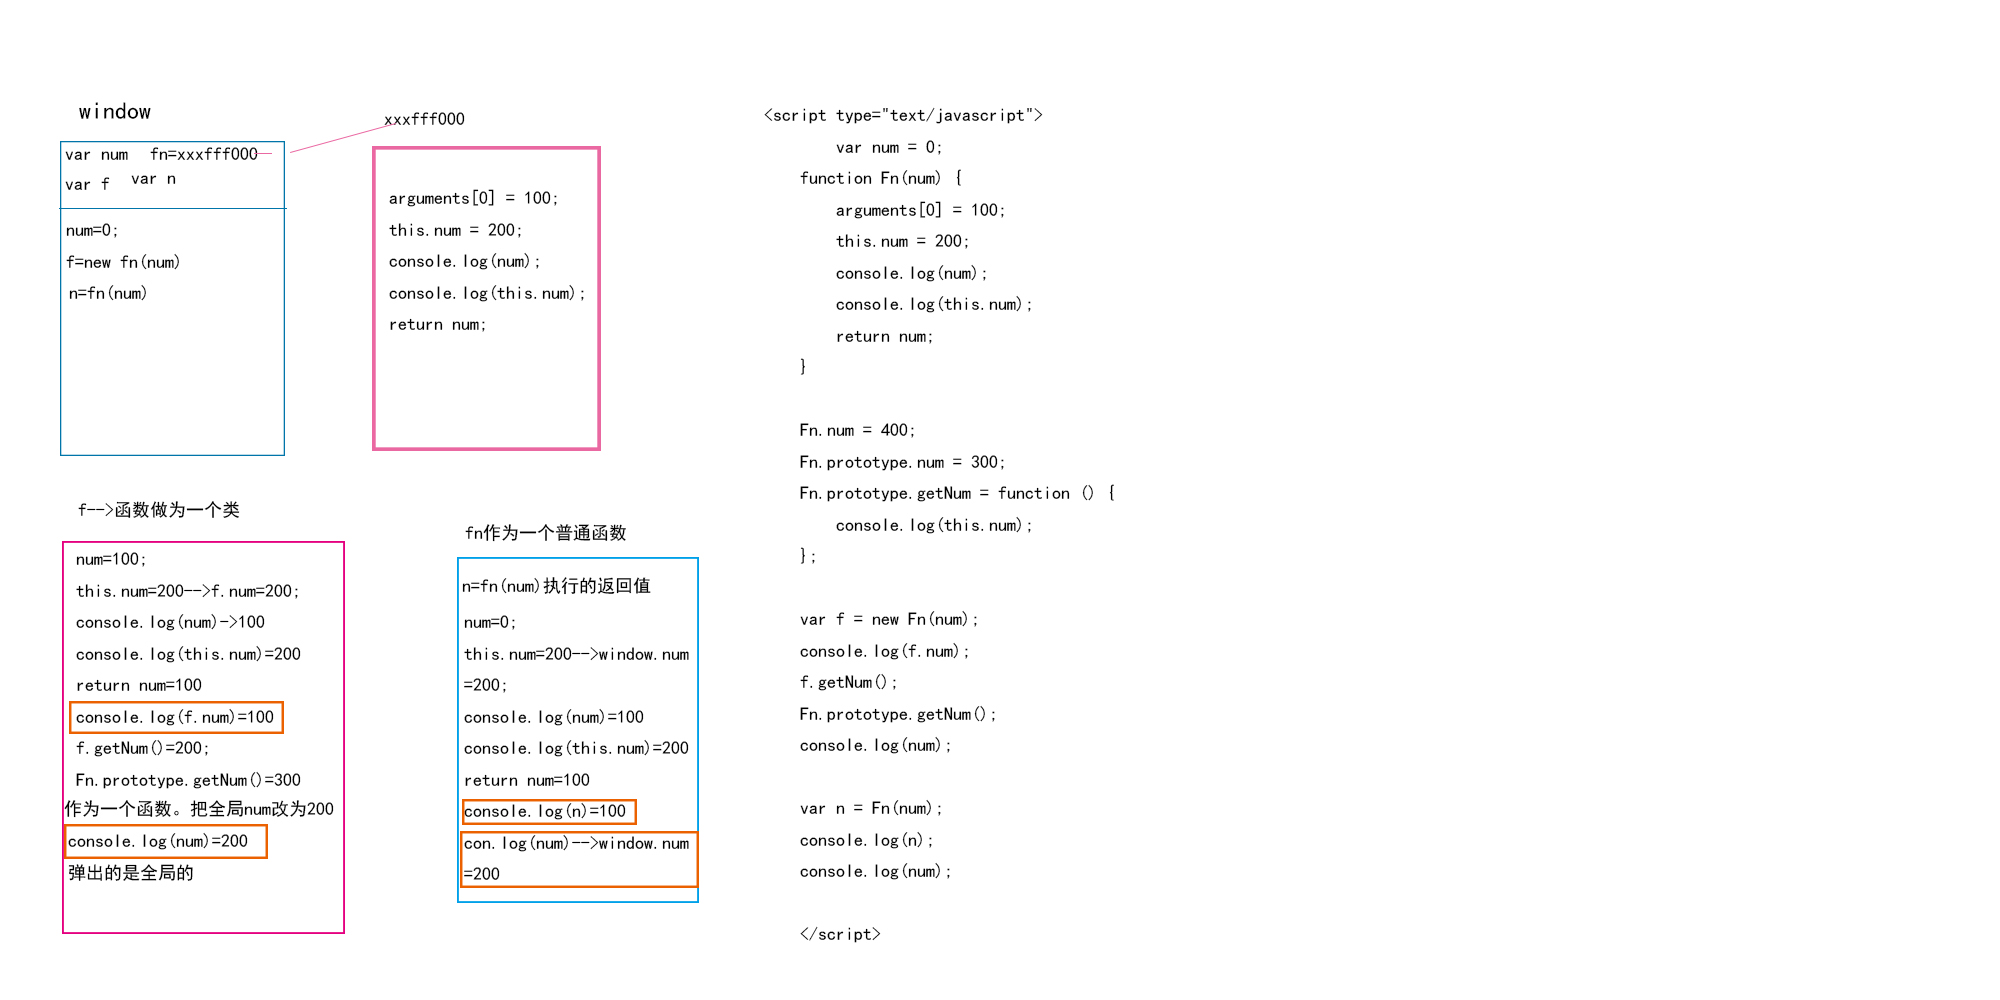 window
var num fn=xxxfff000
var f var n
num=0;
f=new fn(num)
n=fn(num)
xxxfff000
arguments[0] = 100;
this.num = 200;
console.log(num);
console.log(this.num);
return num;
f-->函数做为一个类
num=100;
this.num=200-->f.num=200;
console.log(num)->100
console.log(this.num)=200
return num=100
console.log(f.num)=100
f.getNum()=200;
Fn.prototype.getNum()=300
作为一个函数。把全局num改为200
console.log(num)=200
弹出的是全局的
fn作为一个普通函数
n=fn(num)执行的返回值
num=0;
this.num=200-->window.num
=200;
console.log(num)=100
console.log(this.num)=200
return num=100
console.log(n)=100
con.log(num)-->window.num
=200
<script type="text/javascript">
var num = 0;
function Fn(num) {
arguments[0] = 100;
this.num = 200;
console.log(num);
console.log(this.num);
return num;
}
Fn.num = 400;
Fn.prototype.num = 300;
Fn.prototype.getNum = function () {
console.log(this.num);
};
var f = new Fn(num);
console.log(f.num);
f.getNum();
Fn.prototype.getNum();
console.log(num);
var n = Fn(num);
console.log(n);
console.log(num);
</script>